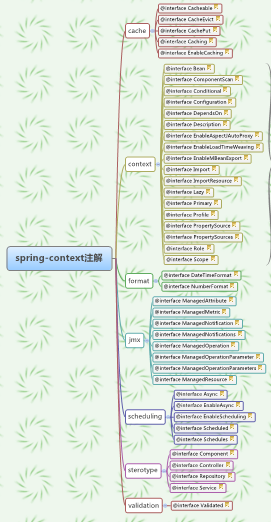 spring-context注解
cache
@interface Cacheable
@interface CacheEvict
@interface CachePut
@interface Caching
@interface EnableCaching
context
@interface Bean
@interface ComponentScan
@interface Conditional
@interface Configuration
@interface DependsOn
@interface Description
@interface EnableAspectJAutoProxy
@interface EnableLoadTimeWeaving
@interface EnableMBeanExport
@interface Import
@interface ImportResource
@interface Lazy
@interface Primary
@interface Profile
@interface PropertySource
@interface PropertySources
@interface Role
@interface Scope
format
@interface DateTimeFormat
@interface NumberFormat
jmx
@interface ManagedAttribute
@interface ManagedMetric
@interface ManagedNotification
@interface ManagedNotifications
@interface ManagedOperation
@interface ManagedOperationParameter
@interface ManagedOperationParameters
@interface ManagedResource
scheduling
@interface Async
@interface EnableAsync
@interface EnableScheduling
@interface Scheduled
@interface Schedules
sterotype
@interface Component
@interface Controller
@interface Repository
@interface Service
validation
@interface Validated